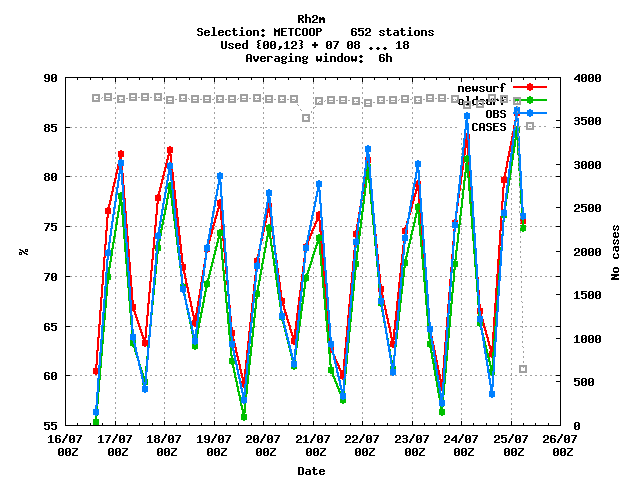 Rh2m
Selection: METCOOP 652 stations
Used {00,12} + 07 08 ... 18
Averaging window: 6h
90 4000
newsurf
oldsurf
OBS
CASES
85 3500
80 3000
75 2500
70 2000
65 1500
60 1000
55 500
0
%
No cases
16/07 17/07 18/07 19/07 20/07 21/07 22/07 23/07 24/07 25/07 26/07
00Z 00Z 00Z 00Z 00Z 00Z 00Z 00Z 00Z 00Z 00Z
Date